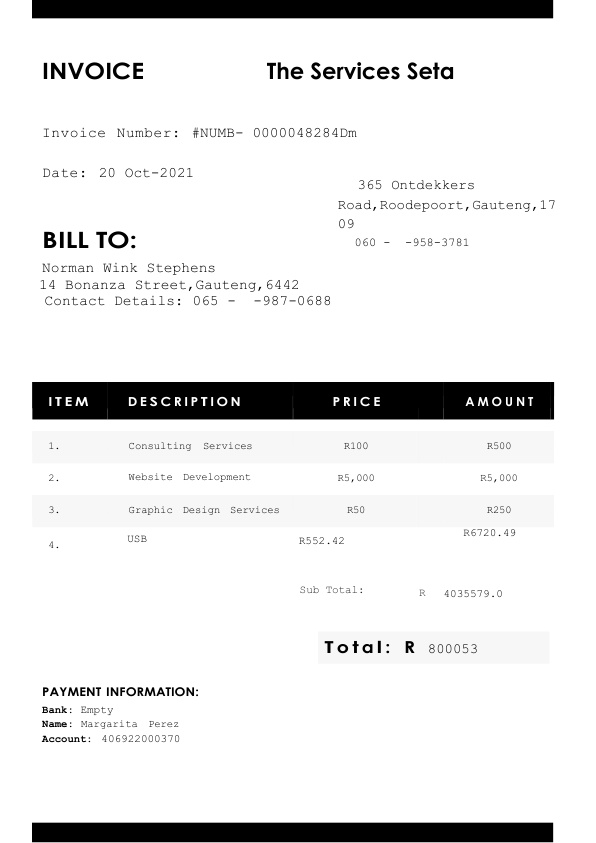 INVOICE The Services Seta
Invoice Number: #NUMB- 0000048284Dm
Date: 20 Oct-2021
365 Ontdekkers
Road,Roodepoort,Gauteng,17
09
060 - -958-3781
BILL TO:
Norman Wink Stephens
14 Bonanza Street,Gauteng,6442
Contact Details: 065 - -987-0688
ITEM DESCRIPTION PRICE AMOUNT
1. Consulting Services R100 R500
2. Website Development R5,000 R5,000
3. Graphic Design Services R50 R250
4. USB R552.42 R6720.49
Sub Total: R 4035579.0
Total: R 800053
PAYMENT INFORMATION:
Bank: Empty
Name: Margarita Perez
Account: 406922000370